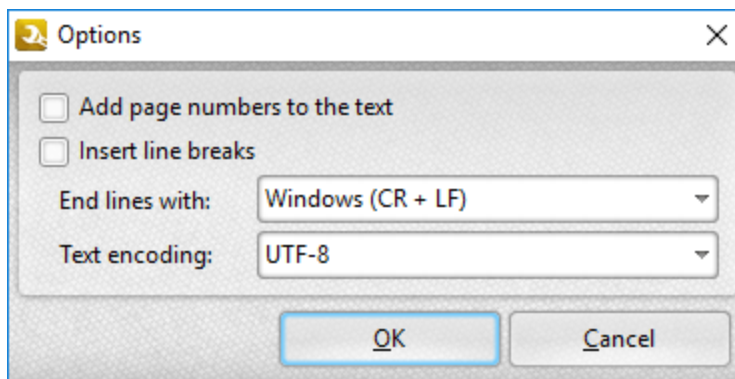 Options
Add page numbers to the text
Insert line breaks
End lines with: Windows (CR + LF)
Text encoding: UTF-8
OK Cancel